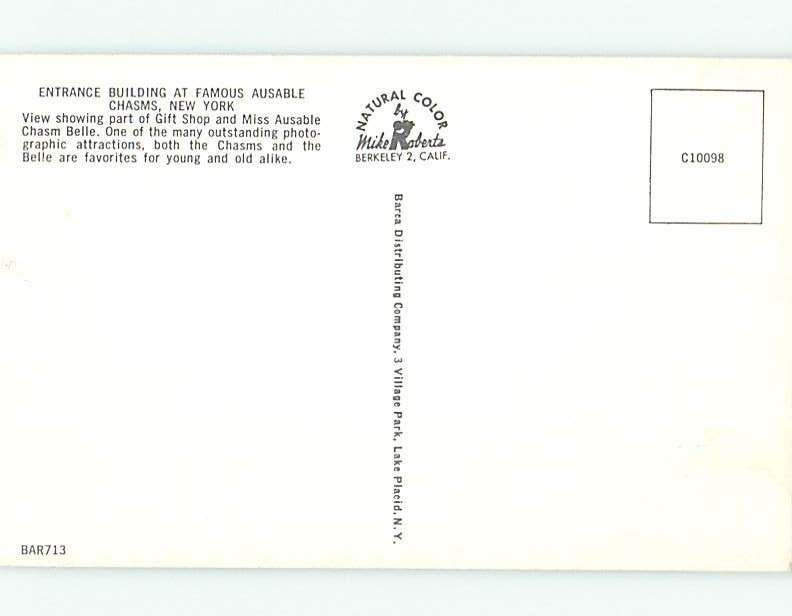 ENTRANCE BUILDING AT FAMOUS AUSABLE
CHASMS, NEW YORK
View showing part of Gift Shop and Miss Ausable
Chasm Belle. One of the many outstanding photo-
graphic attractions, both the Chasms and the
Belle are favorites for young and old alike.
NATURAL COLOR
by
Mike Roberts
BERKELEY 2, CALIF.
C10098
Barca Distributing Company, 3 Village Park, Lake Placid, N.Y.
BAR713